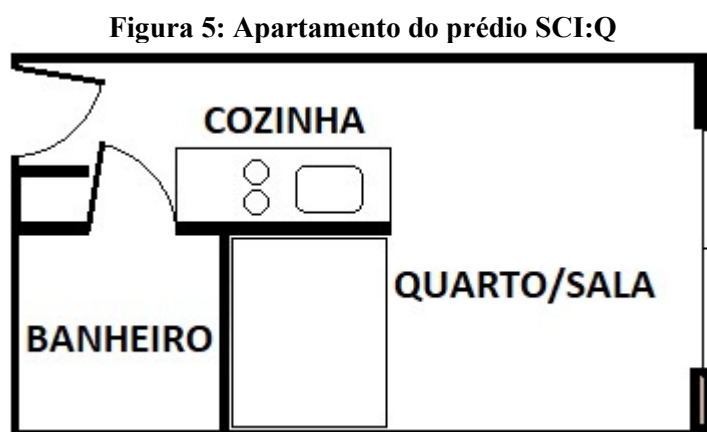 Figura 5: Apartamento do prédio SCI:Q
COZINHA
QUARTO/SALA
BANHEIRO